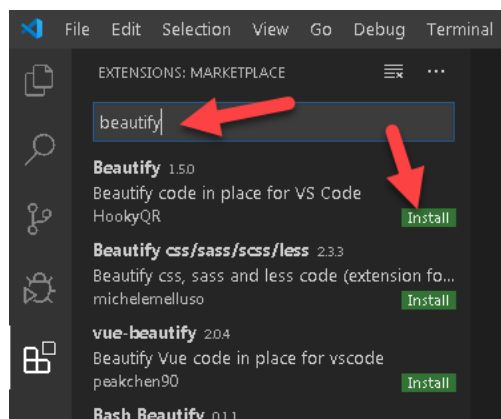 File Edit Selection View Go Debug Terminal
EXTENSIONS: MARKETPLACE
beautify
Beautify 1.5.0
Beautify code in place for VS Code
HookyQR Install
Beautify css/sass/scss/less 2.3.3
Beautify css, sass and less code (extension fo...
michelemelluso Install
vue-beautify 2.0.4
Beautify Vue code in place for vscode
peakchen90 Install
Bash Beautify 0.1.1